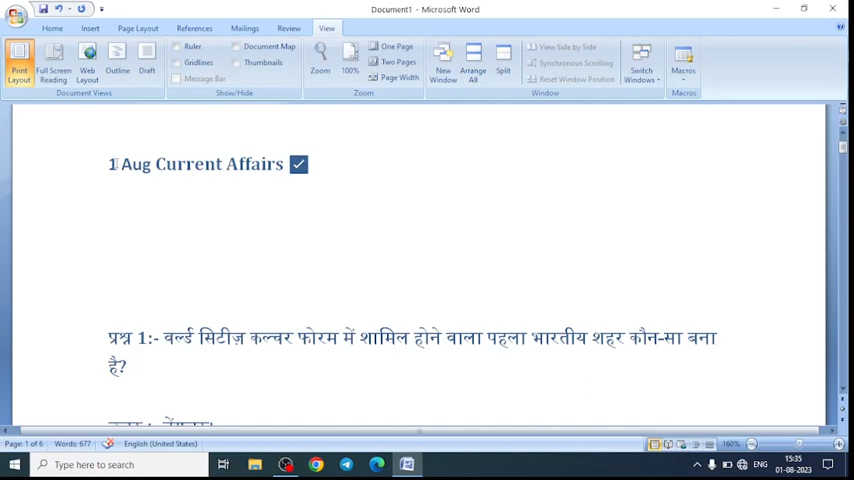 Document1 - Microsoft Word
Home Insert Page Layout References Mailings Review View
Print Layout
Full Screen Reading
Web Layout
Outline
Draft
Document Views
Ruler
Gridlines
Message Bar
Document Map
Thumbnails
Show/Hide
Zoom
100%
One Page
Two Pages
Page Width
Zoom
New Window
Arrange All
Split
View Side by Side
Synchronous Scrolling
Reset Window Position
Window
Switch Windows
Macros
Macros
1 Aug Current Affairs
प्रश्न 1:- वर्ल्ड सिटीज़ कल्चर फोरम में शामिल होने वाला पहला भारतीय शहर कौन-सा बना
है?
Page: 1 of 6 Words: 677 English (United States) 160%
Type here to search
ENG
15:35
01-08-2023